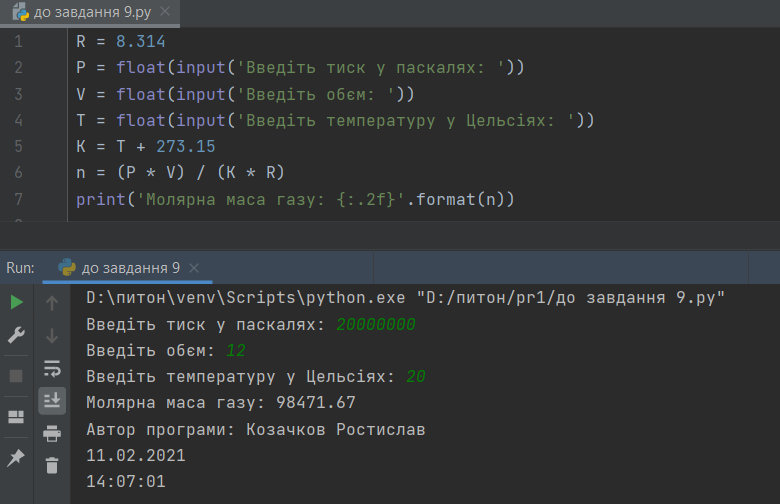 до завдання 9.py
1 R = 8.314
2 P = float(input('Введіть тиск у паскалях: '))
3 V = float(input('Введіть обєм: '))
4 T = float(input('Введіть температуру у Цельсіях: '))
5 K = T + 273.15
6 n = (P * V) / (K * R)
7 print('Молярна маса газу: {:.2f}'.format(n))
Run: до завдання 9
D:\питон\venv\Scripts\python.exe "D:/питон/pr1/до завдання 9.py"
Введіть тиск у паскалях: 20000000
Введіть обєм: 12
Введіть температуру у Цельсіях: 20
Молярна маса газу: 98471.67
Автор програми: Козачков Ростислав
11.02.2021
14:07:01